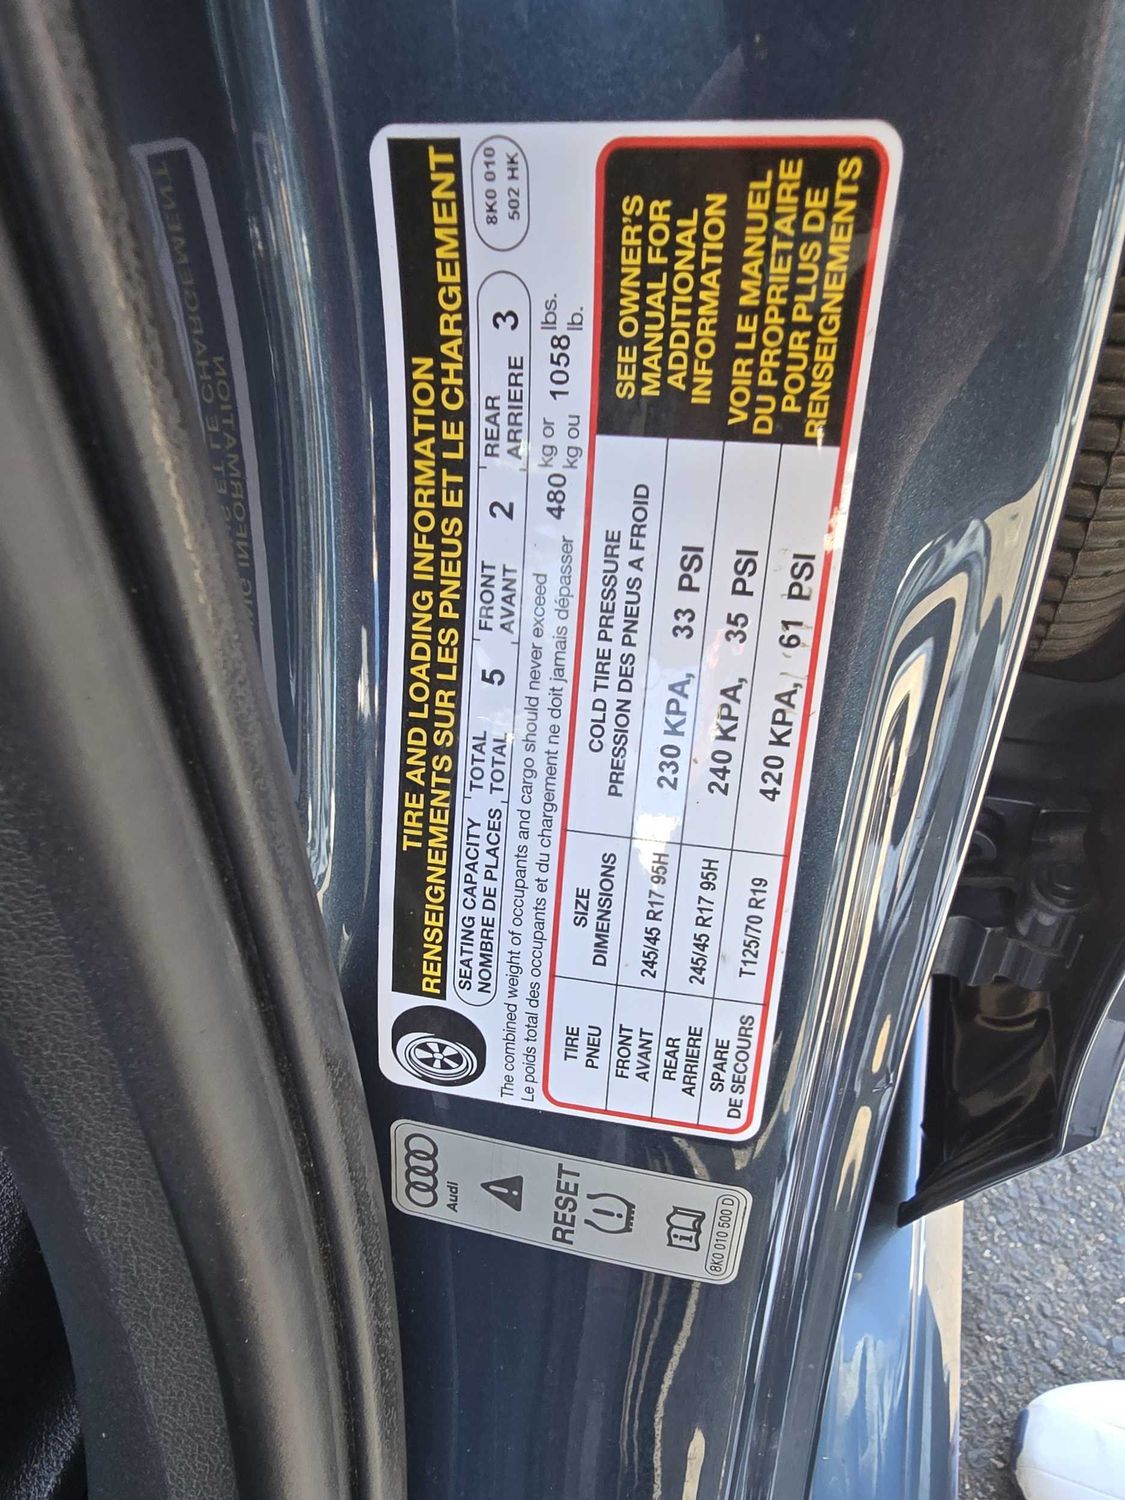 TIRE AND LOADING INFORMATION
RENSEIGNEMENTS SUR LES PNEUS ET LE CHARGEMENT
SEATING CAPACITY TOTAL 5 FRONT 2 REAR 3
NOMBRE DE PLACES TOTAL AVANT ARRIERE
8K0 010
502 HK
The combined weight of occupants and cargo should never exceed 480 kg or 1058 lbs.
Le poids total des occupants et du chargement ne doit jamais dépasser kg ou lb.
TIRE SIZE COLD TIRE PRESSURE
PNEU DIMENSIONS PRESSION DES PNEUS A FROID
FRONT 245/45 R17 95H 230 KPA, 33 PSI
AVANT
REAR 245/45 R17 95H 240 KPA, 35 PSI
ARRIERE
SPARE T125/70 R19 420 KPA, 61 PSI
DE SECOURS
SEE OWNER'S
MANUAL FOR
ADDITIONAL
INFORMATION
VOIR LE MANUEL
DU PROPRIETAIRE
POUR PLUS DE
RENSEIGNEMENTS
Audi
RESET
8K0 010 500 D